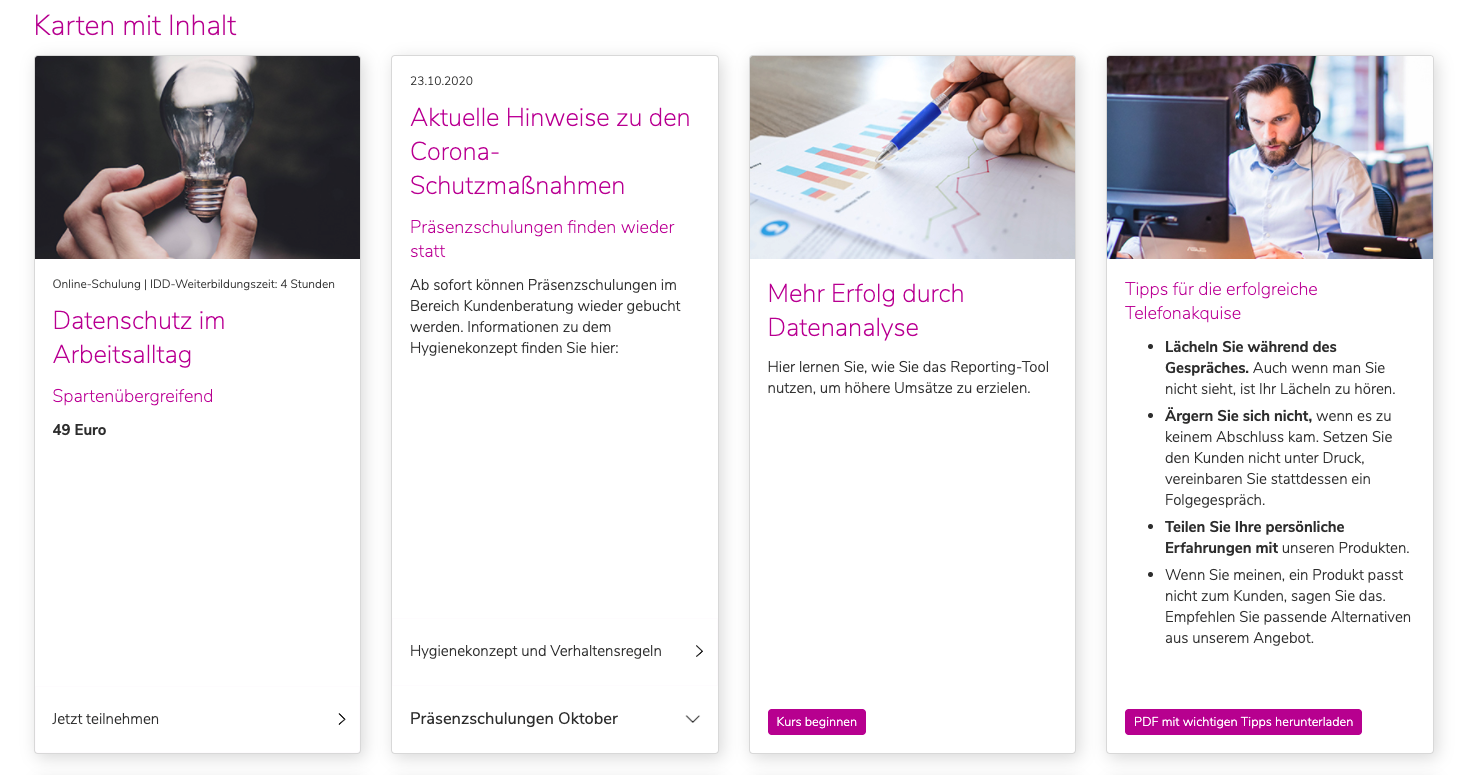 Karten mit Inhalt
Online-Schulung | IDD-Weiterbildungszeit: 4 Stunden
Datenschutz im
Arbeitsalltag
Spartenübergreifend
49 Euro
Jetzt teilnehmen
23.10.2020
Aktuelle Hinweise zu den
Corona-
Schutzmaßnahmen
Präsenzschulungen finden wieder
statt
Ab sofort können Präsenzschulungen im
Bereich Kundenberatung wieder gebucht
werden. Informationen zu dem
Hygienekonzept finden Sie hier:
Hygienekonzept und Verhaltensregeln
Präsenzschulungen Oktober
Mehr Erfolg durch
Datenanalyse
Hier lernen Sie, wie Sie das Reporting-Tool
nutzen, um höhere Umsätze zu erzielen.
Kurs beginnen
ASUS
Tipps für die erfolgreiche
Telefonakquise
Lächeln Sie während des
Gespräches. Auch wenn man Sie
nicht sieht, ist Ihr Lächeln zu hören.
Ärgern Sie sich nicht, wenn es zu
keinem Abschluss kam. Setzen Sie
den Kunden nicht unter Druck,
vereinbaren Sie stattdessen ein
Folgegespräch.
Teilen Sie Ihre persönliche
Erfahrungen mit unseren Produkten.
Wenn Sie meinen, ein Produkt passt
nicht zum Kunden, sagen Sie das.
Empfehlen Sie passende Alternativen
aus unserem Angebot.
PDF mit wichtigen Tipps herunterladen